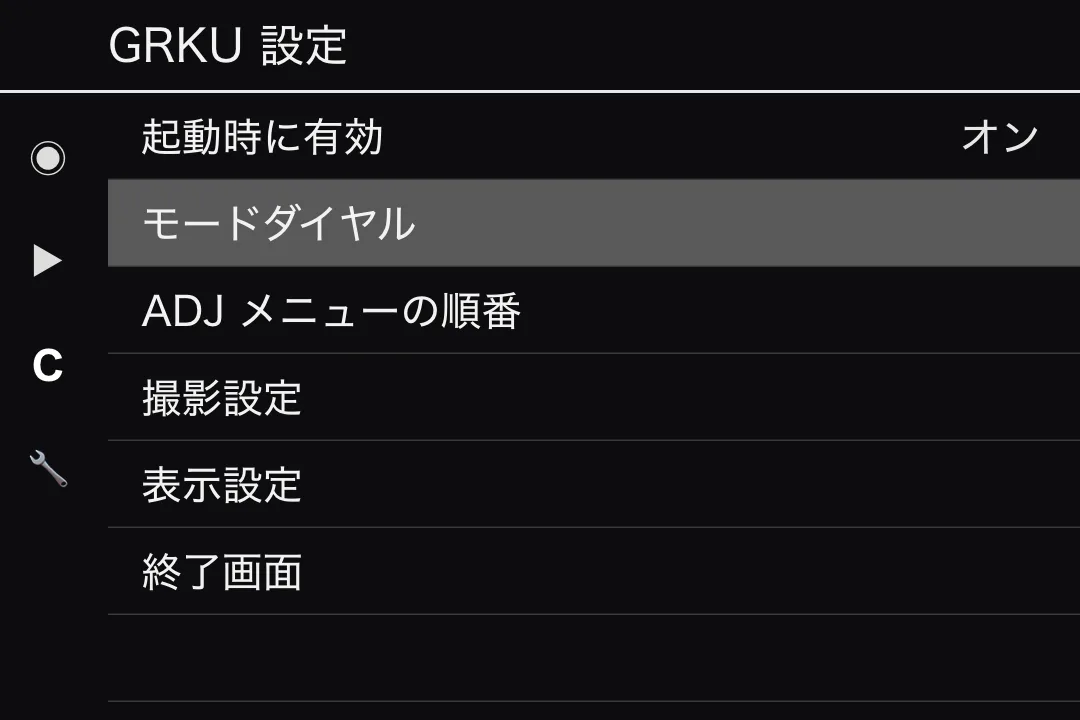 GRKU 設定
起動時に有効 オン
モードダイヤル
ADJ メニューの順番
C
撮影設定
表示設定
終了画面